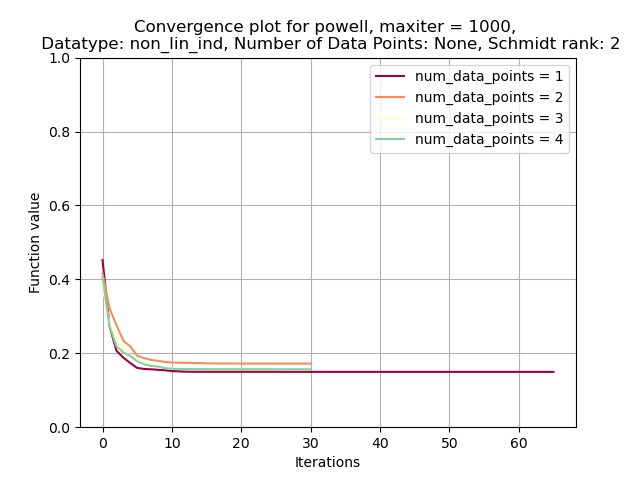 Convergence plot for powell, maxiter = 1000,
Datatype: non_lin_ind, Number of Data Points: None, Schmidt rank: 2
1.0
0.8
0.6
0.4
0.2
0.0
Function value
num_data_points = 1
num_data_points = 2
num_data_points = 3
num_data_points = 4
0 10 20 30 40 50 60
Iterations